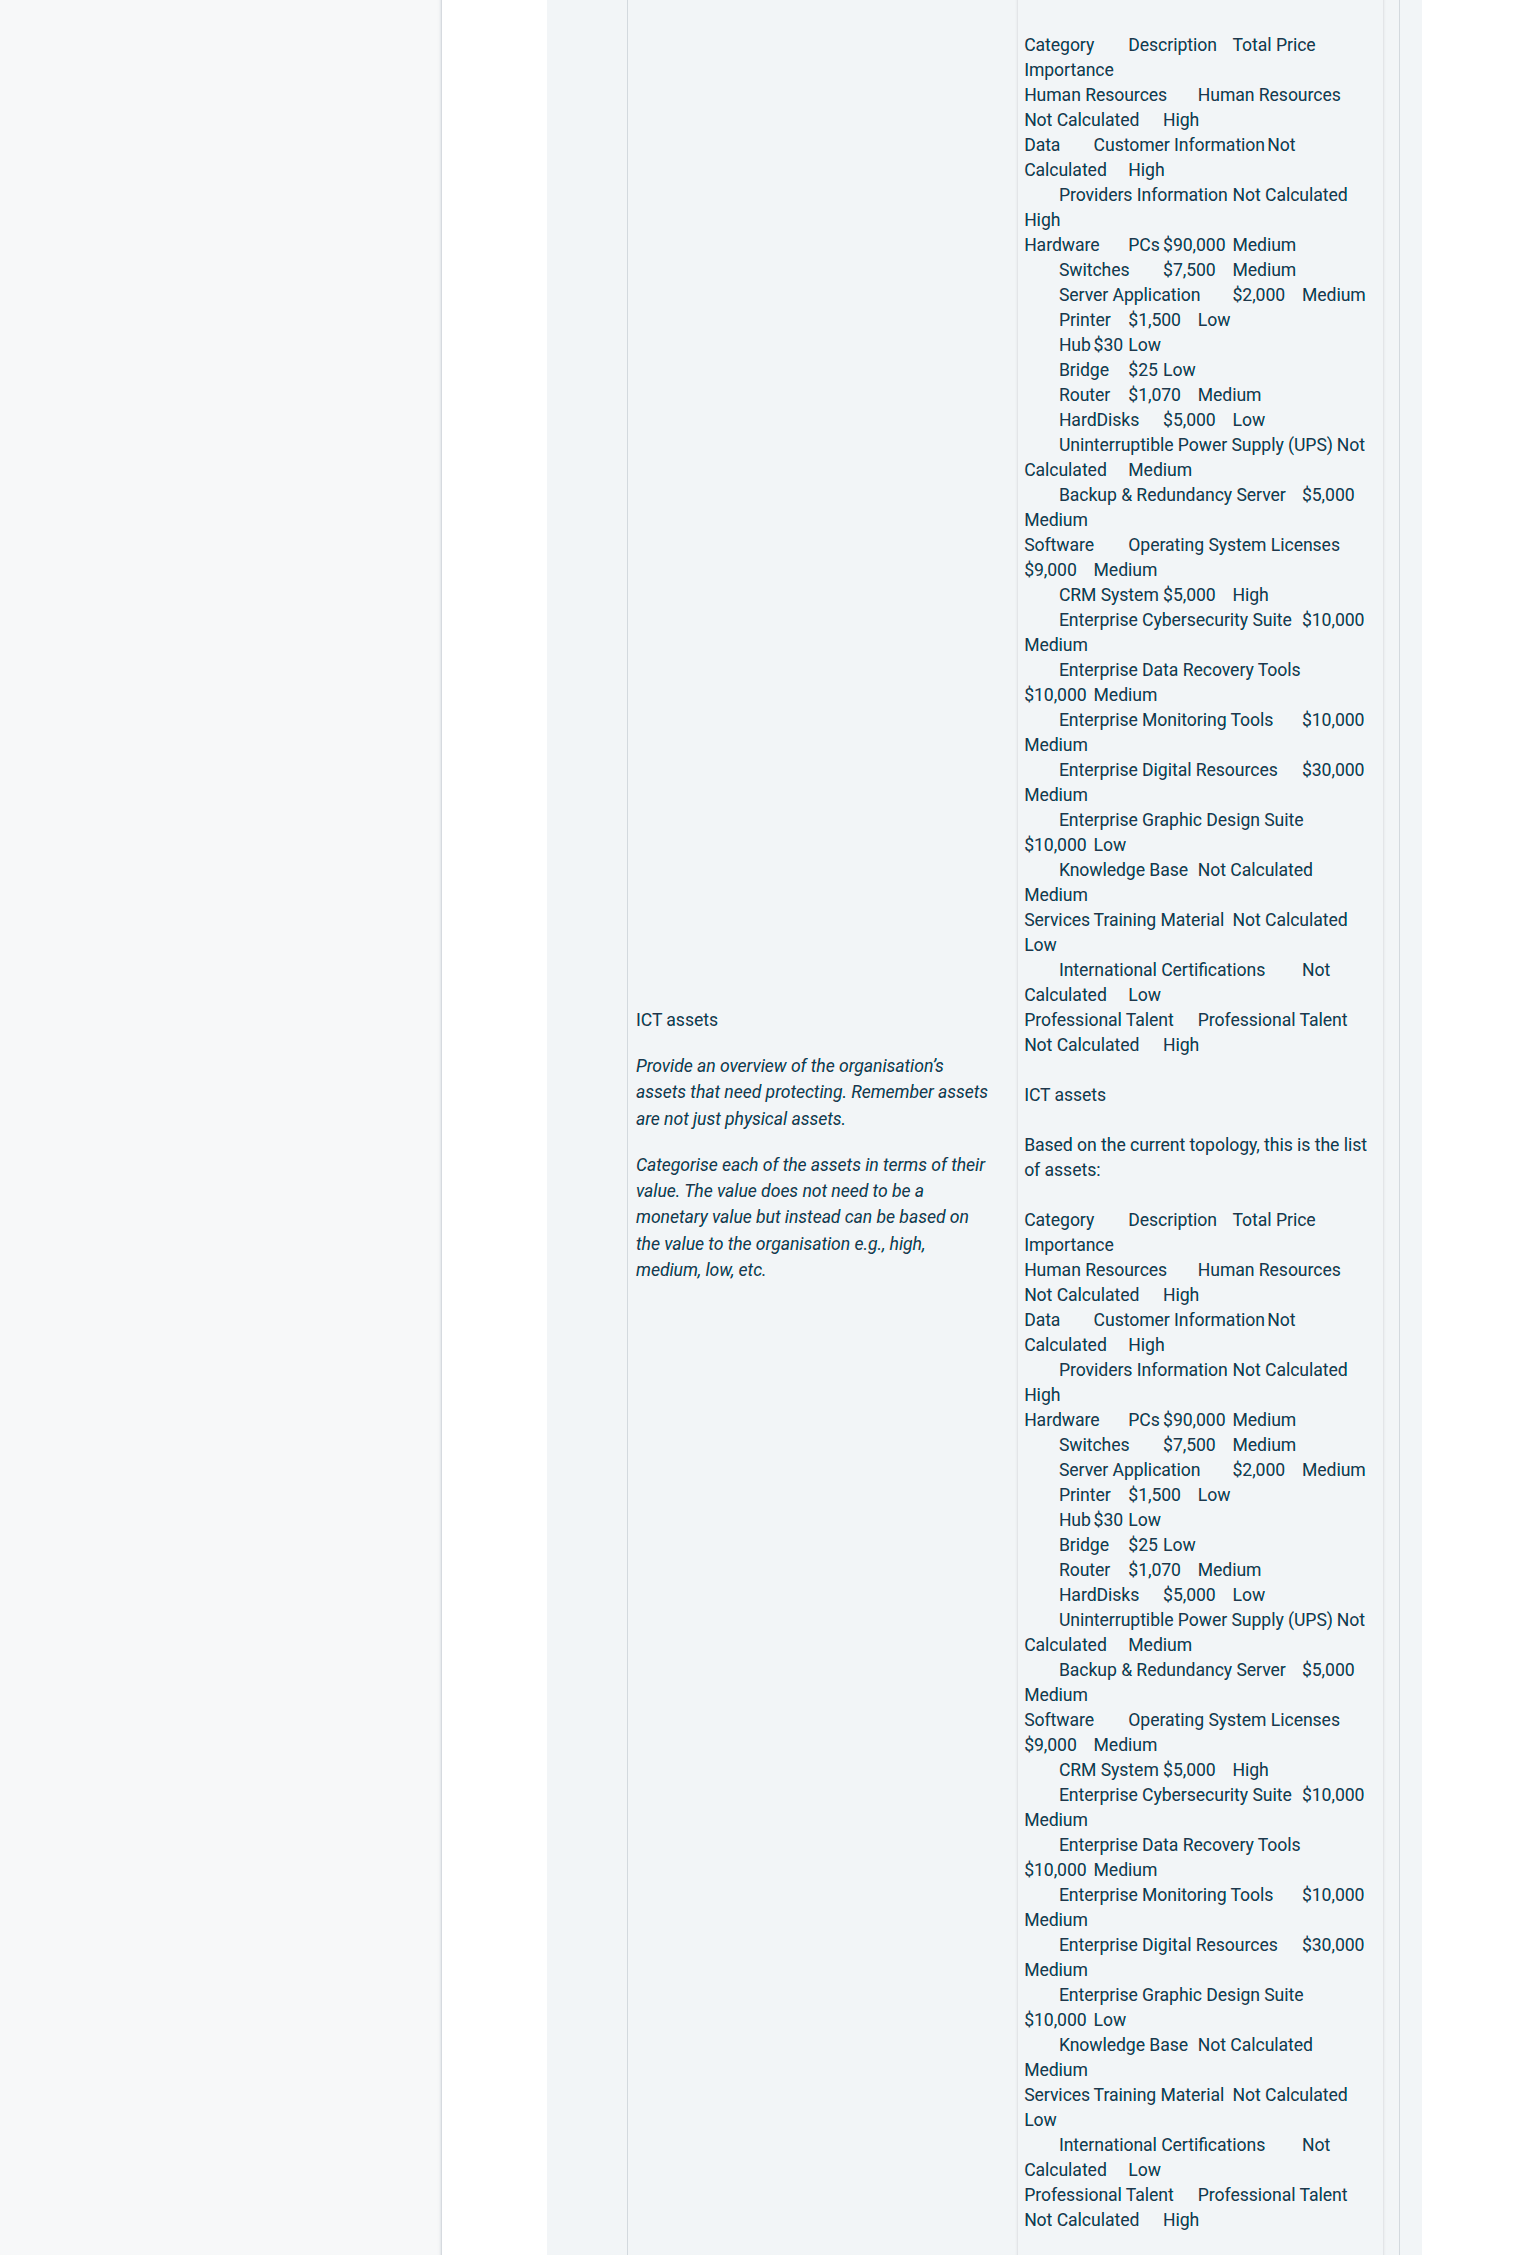 ICT assets
Provide an overview of the organisation’s
assets that need protecting. Remember assets
are not just physical assets.
Categorise each of the assets in terms of their
value. The value does not need to be a
monetary value but instead can be based on
the value to the organisation e.g., high,
medium, low, etc.
Category Description Total Price
Importance
Human Resources Human Resources
Not Calculated High
Data Customer Information Not
Calculated High
Providers Information Not Calculated
High
Hardware PCs $90,000 Medium
Switches $7,500 Medium
Server Application $2,000 Medium
Printer $1,500 Low
Hub $30 Low
Bridge $25 Low
Router $1,070 Medium
HardDisks $5,000 Low
Uninterruptible Power Supply (UPS) Not
Calculated Medium
Backup & Redundancy Server $5,000
Medium
Software Operating System Licenses
$9,000 Medium
CRM System $5,000 High
Enterprise Cybersecurity Suite $10,000
Medium
Enterprise Data Recovery Tools
$10,000 Medium
Enterprise Monitoring Tools $10,000
Medium
Enterprise Digital Resources $30,000
Medium
Enterprise Graphic Design Suite
$10,000 Low
Knowledge Base Not Calculated
Medium
Services Training Material Not Calculated
Low
International Certifications Not
Calculated Low
Professional Talent Professional Talent
Not Calculated High
ICT assets
Based on the current topology, this is the list
of assets:
Category Description Total Price
Importance
Human Resources Human Resources
Not Calculated High
Data Customer Information Not
Calculated High
Providers Information Not Calculated
High
Hardware PCs $90,000 Medium
Switches $7,500 Medium
Server Application $2,000 Medium
Printer $1,500 Low
Hub $30 Low
Bridge $25 Low
Router $1,070 Medium
HardDisks $5,000 Low
Uninterruptible Power Supply (UPS) Not
Calculated Medium
Backup & Redundancy Server $5,000
Medium
Software Operating System Licenses
$9,000 Medium
CRM System $5,000 High
Enterprise Cybersecurity Suite $10,000
Medium
Enterprise Data Recovery Tools
$10,000 Medium
Enterprise Monitoring Tools $10,000
Medium
Enterprise Digital Resources $30,000
Medium
Enterprise Graphic Design Suite
$10,000 Low
Knowledge Base Not Calculated
Medium
Services Training Material Not Calculated
Low
International Certifications Not
Calculated Low
Professional Talent Professional Talent
Not Calculated High